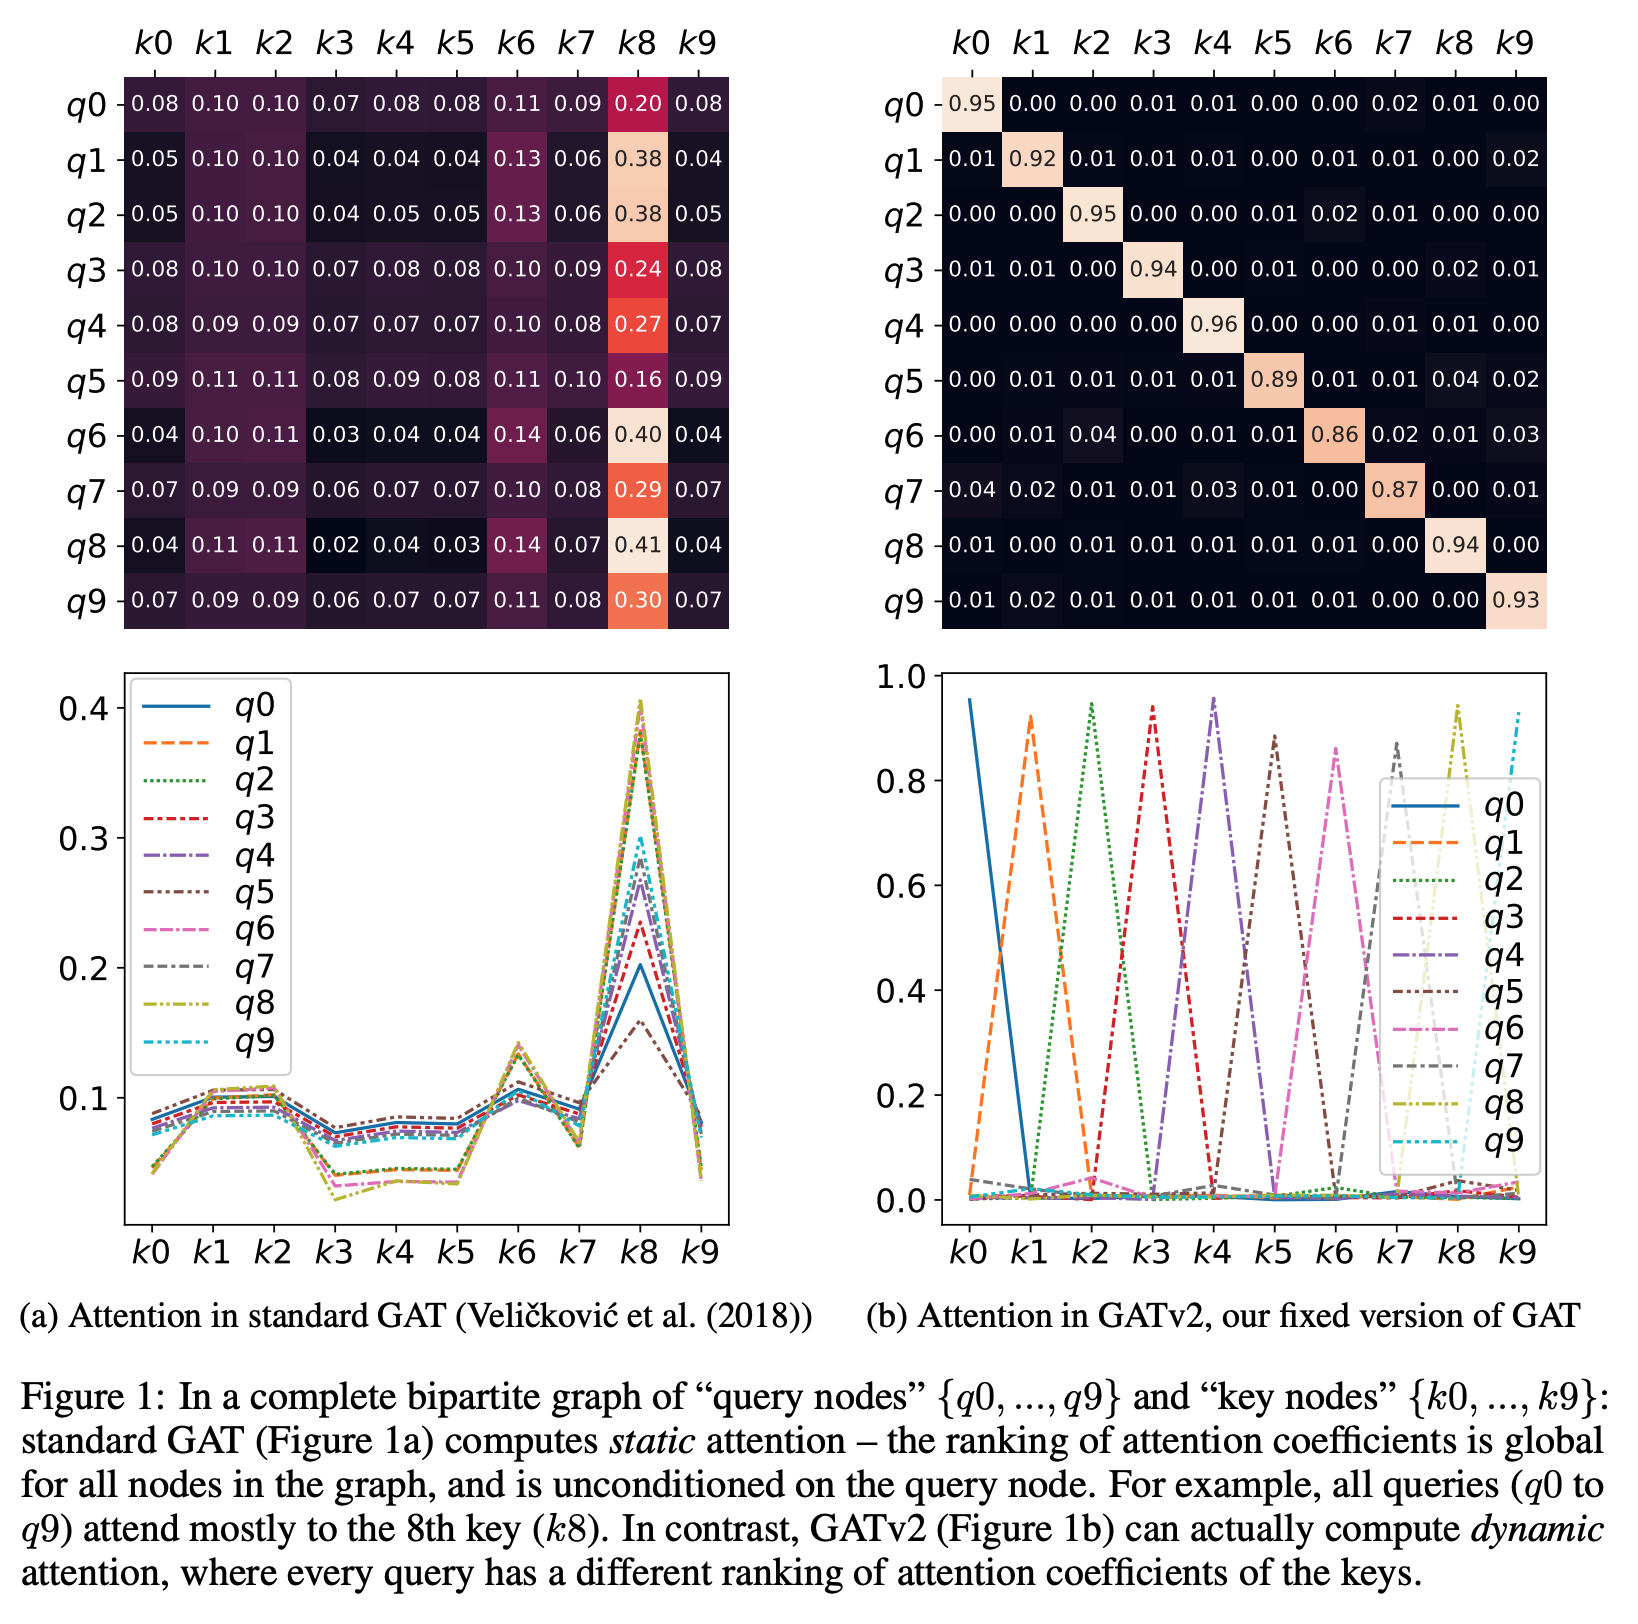 k0 k1 k2 k3 k4 k5 k6 k7 k8 k9
q0 0.08 0.10 0.10 0.07 0.08 0.08 0.11 0.09 0.20 0.08
q1 0.05 0.10 0.10 0.04 0.04 0.04 0.13 0.06 0.38 0.04
q2 0.05 0.10 0.10 0.04 0.05 0.05 0.13 0.06 0.38 0.05
q3 0.08 0.10 0.10 0.07 0.08 0.08 0.10 0.09 0.24 0.08
q4 0.08 0.09 0.09 0.07 0.07 0.07 0.10 0.08 0.27 0.07
q5 0.09 0.11 0.11 0.08 0.09 0.08 0.11 0.10 0.16 0.09
q6 0.04 0.10 0.11 0.03 0.04 0.04 0.14 0.06 0.40 0.04
q7 0.07 0.09 0.09 0.06 0.07 0.07 0.10 0.08 0.29 0.07
q8 0.04 0.11 0.11 0.02 0.04 0.03 0.14 0.07 0.41 0.04
q9 0.07 0.09 0.09 0.06 0.07 0.07 0.11 0.08 0.30 0.07
0.4
0.3
0.2
0.1
q0
q1
q2
q3
q4
q5
q6
q7
q8
q9
k0 k1 k2 k3 k4 k5 k6 k7 k8 k9
(a) Attention in standard GAT (Veličković et al. (2018))
k0 k1 k2 k3 k4 k5 k6 k7 k8 k9
q0 0.95 0.00 0.00 0.01 0.01 0.00 0.00 0.02 0.01 0.00
q1 0.01 0.92 0.01 0.01 0.01 0.00 0.01 0.01 0.00 0.02
q2 0.00 0.00 0.95 0.00 0.00 0.01 0.02 0.01 0.00 0.00
q3 0.01 0.01 0.00 0.94 0.00 0.01 0.00 0.00 0.02 0.01
q4 0.00 0.00 0.00 0.00 0.96 0.00 0.00 0.01 0.01 0.00
q5 0.00 0.01 0.01 0.01 0.01 0.89 0.01 0.01 0.04 0.02
q6 0.00 0.01 0.04 0.00 0.01 0.01 0.86 0.02 0.01 0.03
q7 0.04 0.02 0.01 0.01 0.03 0.01 0.00 0.87 0.00 0.01
q8 0.01 0.00 0.01 0.01 0.01 0.01 0.01 0.00 0.94 0.00
q9 0.01 0.02 0.01 0.01 0.01 0.01 0.01 0.00 0.00 0.93
1.0
0.8
0.6
0.4
0.2
0.0
q0
q1
q2
q3
q4
q5
q6
q7
q8
q9
k0 k1 k2 k3 k4 k5 k6 k7 k8 k9
(b) Attention in GATv2, our fixed version of GAT
Figure 1: In a complete bipartite graph of “query nodes” {q0, ..., q9} and “key nodes” {k0, ..., k9}:
standard GAT (Figure 1a) computes static attention – the ranking of attention coefficients is global
for all nodes in the graph, and is unconditioned on the query node. For example, all queries (q0 to
q9) attend mostly to the 8th key (k8). In contrast, GATv2 (Figure 1b) can actually compute dynamic
attention, where every query has a different ranking of attention coefficients of the keys.